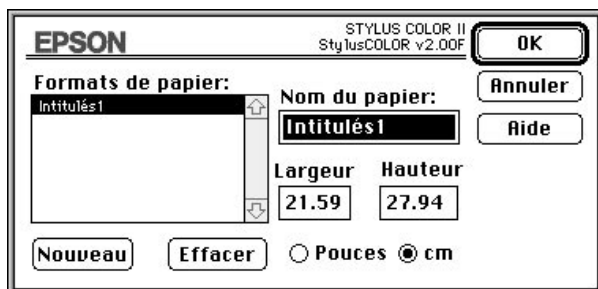 EPSON
STYLUS COLOR II
StylusCOLOR v2.00F
OK
Formats de papier:
Intitulés1
Nom du papier:
Intitulés1
Annuler
Aide
Largeur Hauteur
21.59 27.94
Nouveau Effacer Pouces cm